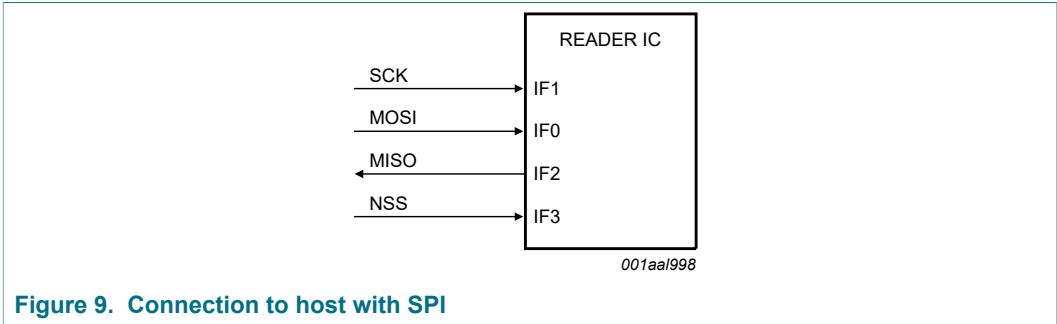 READER IC
SCK
IF1
MOSI
IF0
MISO
IF2
NSS
IF3
001aal998
Figure 9. Connection to host with SPI